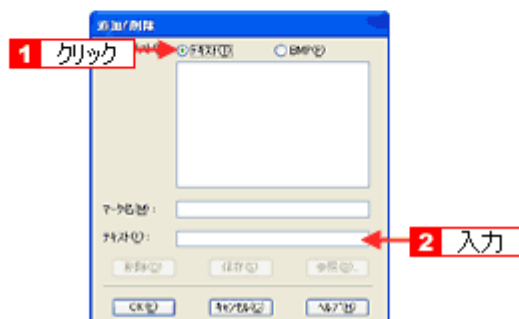 追加/削除
1 クリック
テキスト(T) BMP(P)
マーク名(M):
テキスト(U): 2 入力
削除(D) 保存(S) 参照(O)...
OK(O) キャンセル(C) ヘルプ(H)